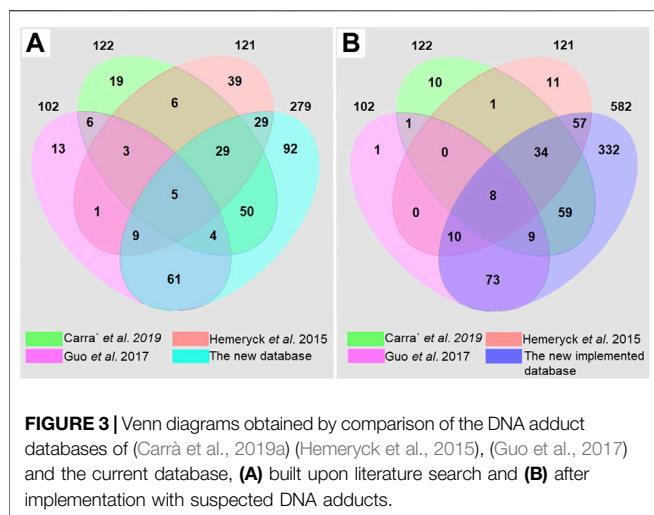 A
122
121
19
39
102
6
279
6
29
13
3
29
92
5
1
50
9
4
61
Carra` et al. 2019
Hemeryck et al. 2015
Guo et al. 2017
The new database
B
122
121
10
11
102
1
582
1
57
1
0
34
332
8
0
59
10
9
73
Carra` et al. 2019
Hemeryck et al. 2015
Guo et al. 2017
The new implemented
database
FIGURE 3 | Venn diagrams obtained by comparison of the DNA adduct
databases of (Carrà et al., 2019a) (Hemeryck et al., 2015), (Guo et al., 2017)
and the current database, (A) built upon literature search and (B) after
implementation with suspected DNA adducts.